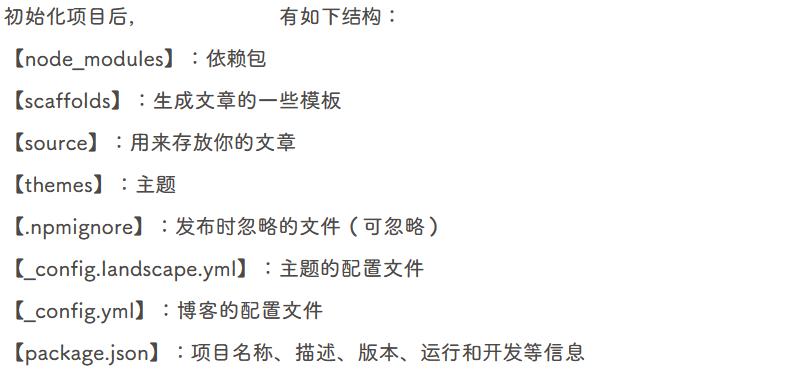 初始化项目后， 有如下结构：
【node_modules】：依赖包
【scaffolds】：生成文章的一些模板
【source】：用来存放你的文章
【themes】：主题
【.npmignore】：发布时忽略的文件（可忽略）
【_config.landscape.yml】：主题的配置文件
【_config.yml】：博客的配置文件
【package.json】：项目名称、描述、版本、运行和开发等信息